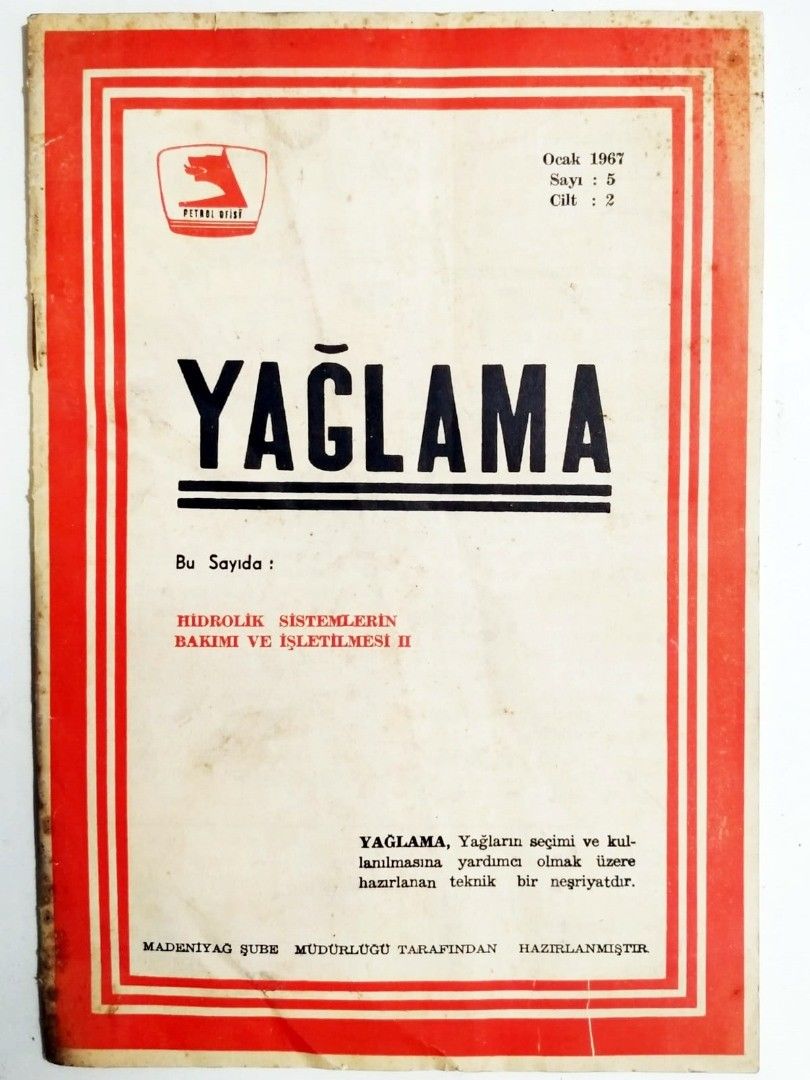 PETROL OFİSİ
Ocak 1967
Sayı : 5
Cilt : 2
YAĞLAMA
Bu Sayıda :
HİDROLİK SİSTEMLERİN
BAKIMI VE İŞLETİLMESİ II
YAĞLAMA, Yağların seçimi ve kul-
lanılmasına yardımcı olmak üzere
hazırlanan teknik bir neşriyatdır.
MADENİYAĞ ŞUBE MÜDÜRLÜĞÜ TARAFINDAN HAZIRLANMIŞTIR